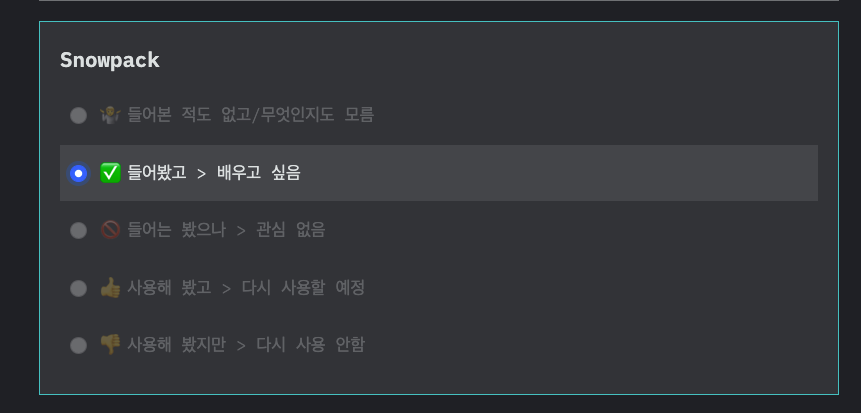 Snowpack
🤷 들어본 적도 없고/무엇인지도 모름
✅ 들어봤고 > 배우고 싶음
🚫 들어는 봤으나 > 관심 없음
👍 사용해 봤고 > 다시 사용할 예정
👎 사용해 봤지만 > 다시 사용 안함